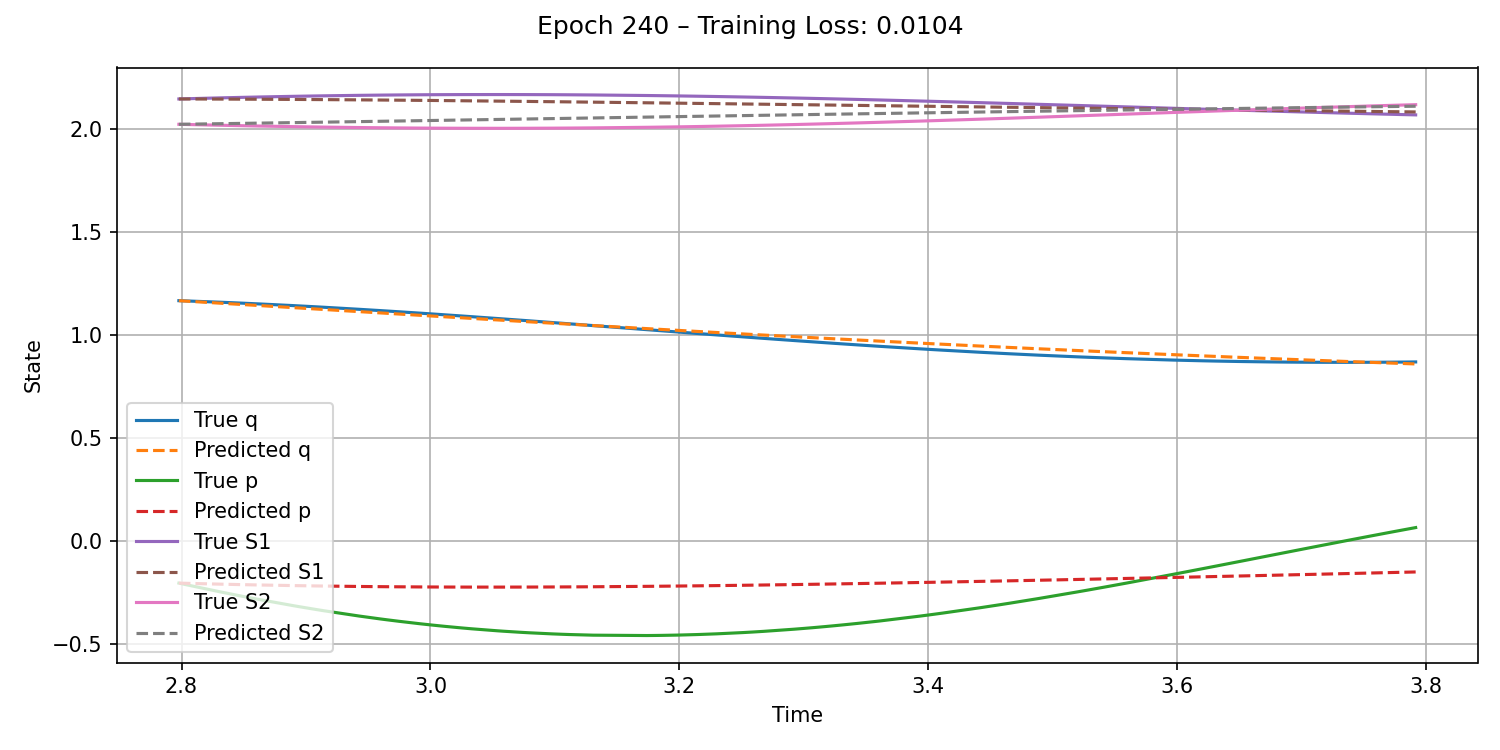 Epoch 240 – Training Loss: 0.0104
State
2.0
1.5
1.0
0.5
0.0
−0.5
True q
Predicted q
True p
Predicted p
True S1
Predicted S1
True S2
Predicted S2
2.8 3.0 3.2 3.4 3.6 3.8
Time